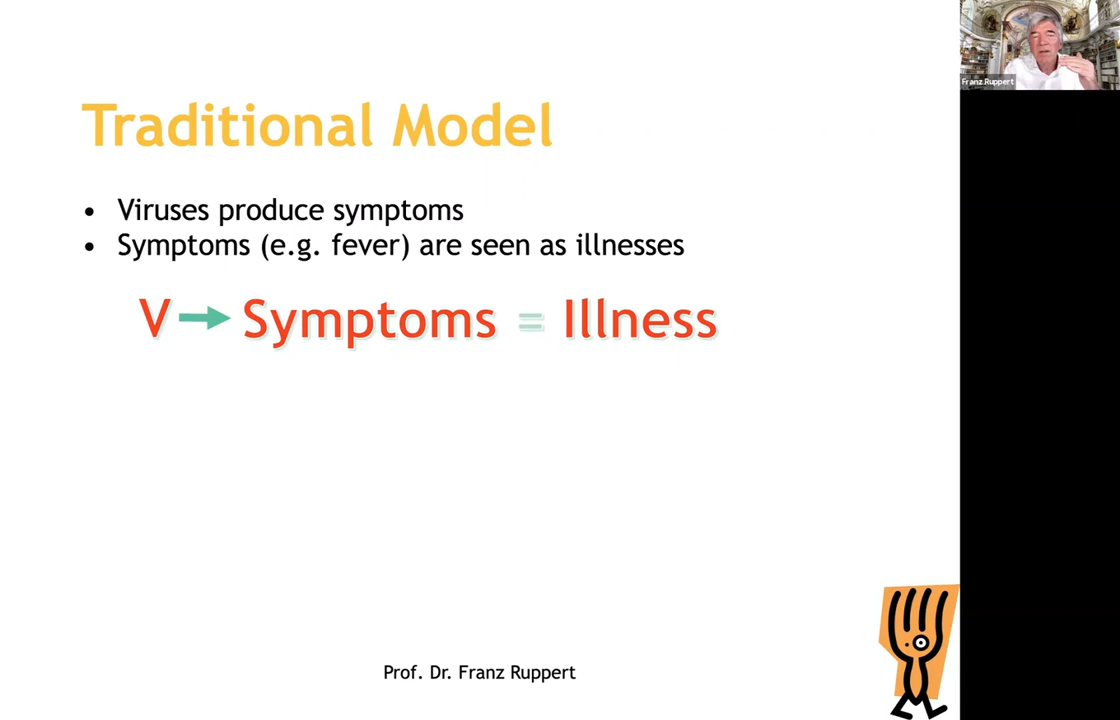 Franz Ruppert
Traditional Model
• Viruses produce symptoms
• Symptoms (e.g. fever) are seen as illnesses
V → Symptoms = Illness
Prof. Dr. Franz Ruppert